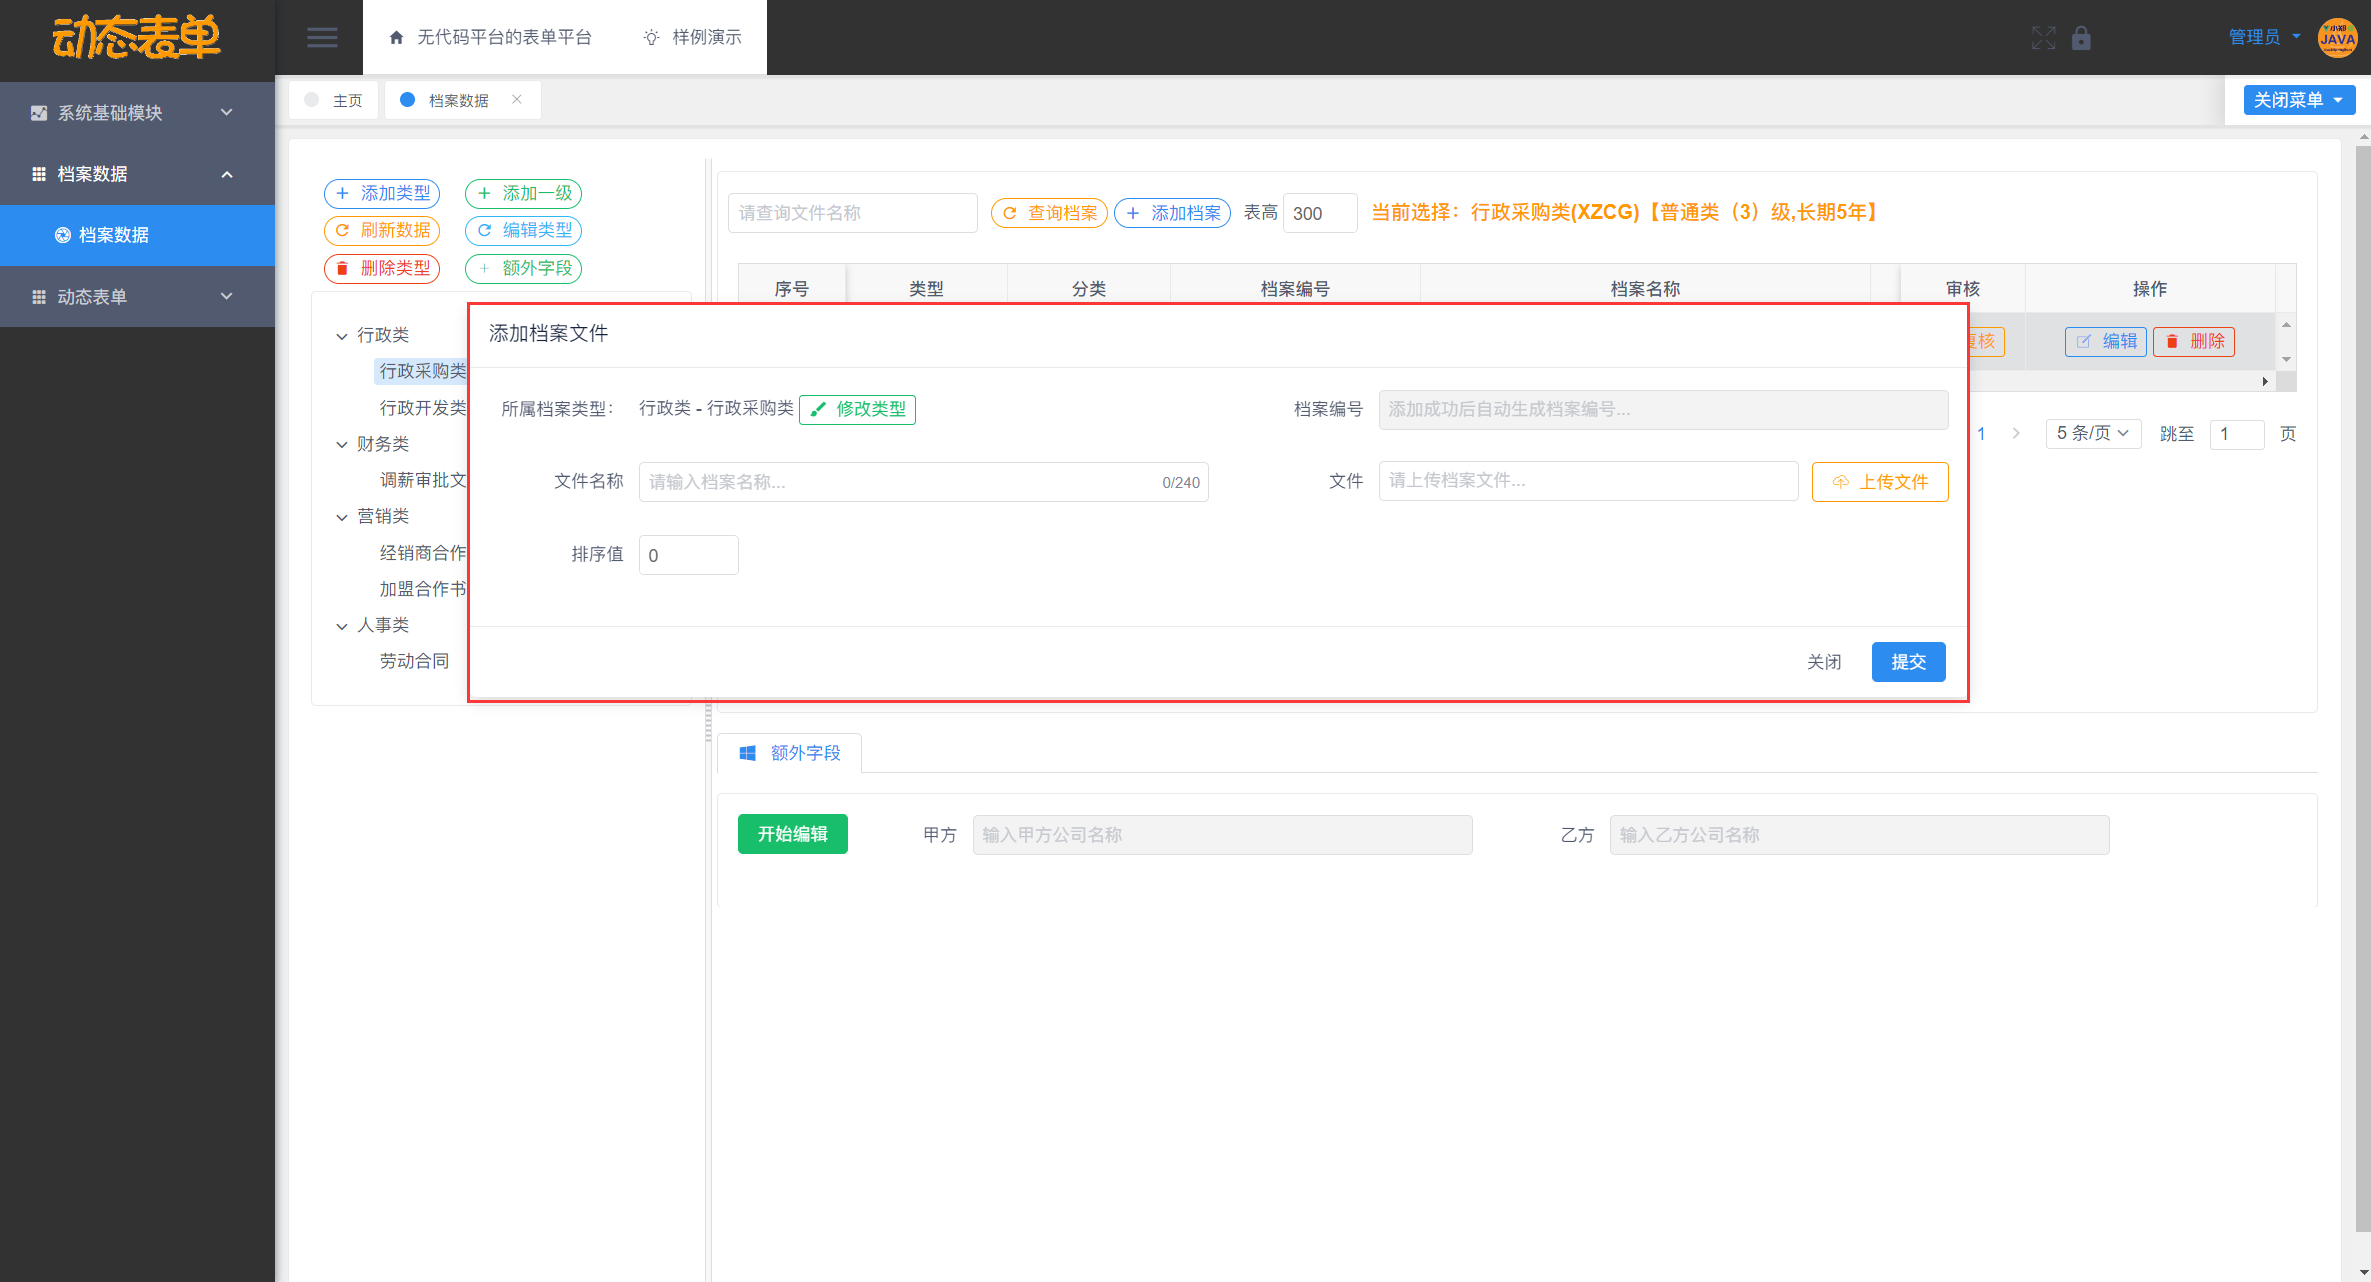 动态表单
无代码平台的表单平台
样例演示
管理员
小郑
JAVA
主页
档案数据
关闭菜单
系统基础模块
档案数据
档案数据
动态表单
添加类型
添加一级
刷新数据
编辑类型
删除类型
额外字段
行政类
行政采购类
行政开发类
财务类
调薪审批文
营销类
经销商合作
加盟合作书
人事类
劳动合同
请查询文件名称
查询档案
添加档案
表高
300
当前选择：行政采购类(XZCG)【普通类（3）级,长期5年】
序号
类型
分类
档案编号
档案名称
审核
操作
复核
编辑
删除
1
5 条/页
跳至
1
页
添加档案文件
所属档案类型：
行政类 - 行政采购类
修改类型
档案编号
添加成功后自动生成档案编号...
文件名称
请输入档案名称...
0/240
文件
请上传档案文件...
上传文件
排序值
0
关闭
提交
额外字段
开始编辑
甲方
输入甲方公司名称
乙方
输入乙方公司名称